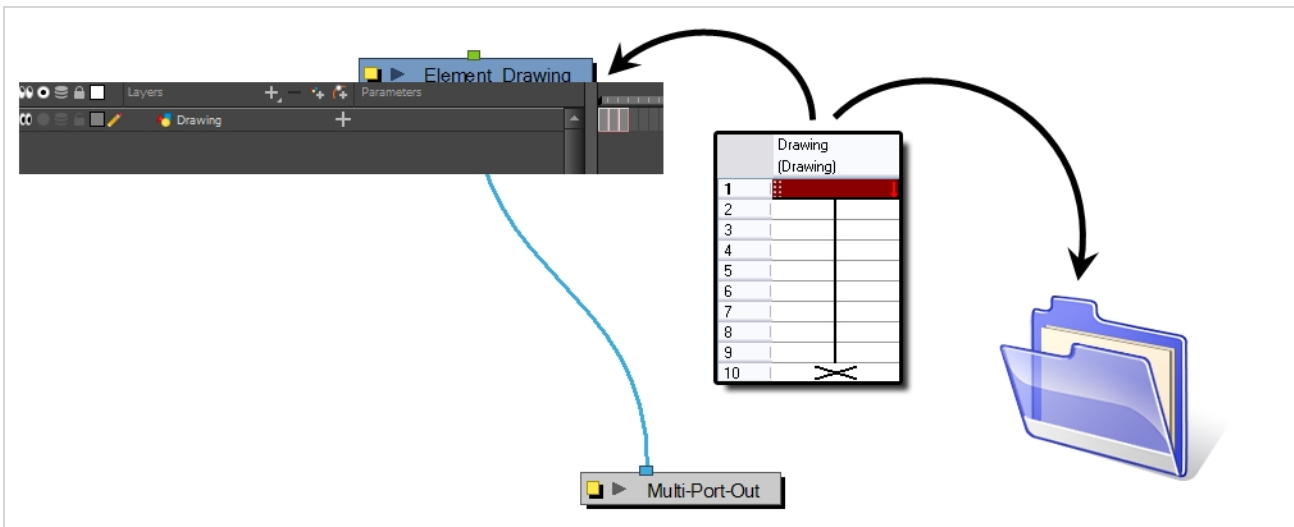 Element_Drawing
Layers
Parameters
Drawing
Drawing
(Drawing)
1
2
3
4
5
6
7
8
9
10
Multi-Port-Out